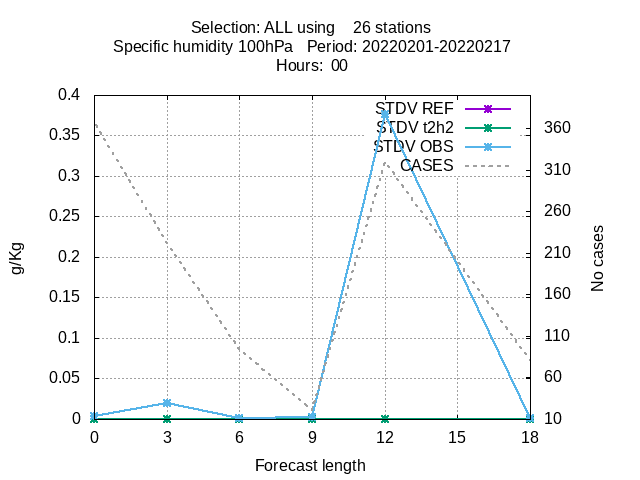 Selection: ALL using    26 stations
Specific humidity 100hPa   Period: 20220201-20220217
Hours:  00
STDV REF
STDV t2h2
STDV OBS
CASES
0.4
0.35
0.3
0.25
0.2
0.15
0.1
0.05
0
360
310
260
210
160
110
60
10
g/Kg
No cases
0 3 6 9 12 15 18
Forecast length